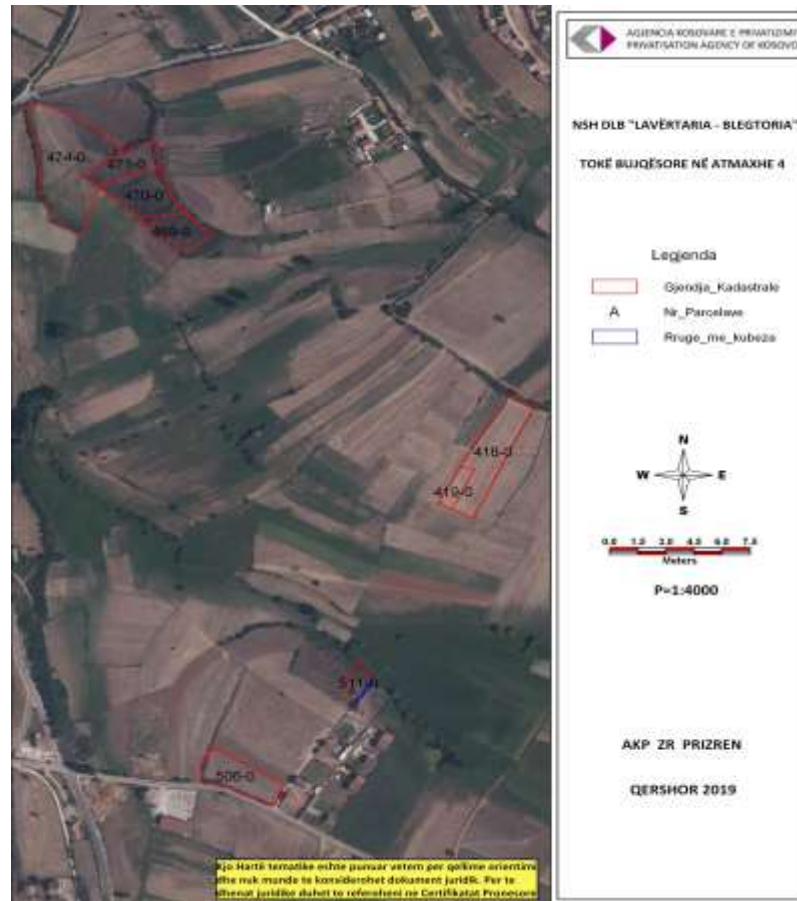 474-0
470-0
418-0
419-0
511-0
506-0
Kjo Hartë tematike eshte punuar vetem per qellime orientimi
dhe nuk munde te konsiderohet dokument juridik. Per te
dhenat juridike duhet te referoheni ne Certifikatat Pronesore
AGJENCIA KOSOVARE E PRIVATIZIMIT
PRIVATISATION AGENCY OF KOSOVO
NSH DLB "LAVËRTARIA - BLEGTORIA"
TOKË BUJQËSORE NË ATMAXHE 4
Legjenda
Gjendja_Kadastrale
A Nr_Parcelave
Rruge_me_kubeza
N
W E
S
Meters
P=1:4000
AKP ZR PRIZREN
QERSHOR 2019